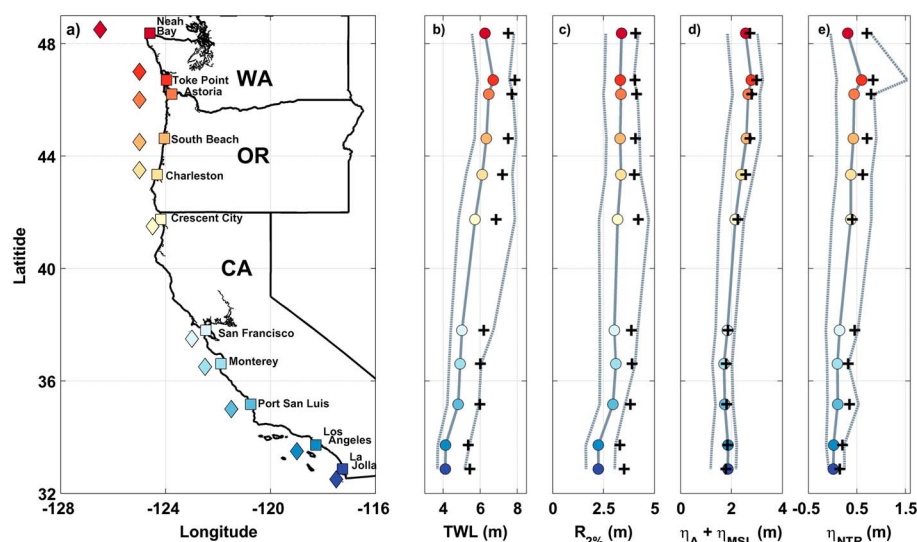 a)
b)
c)
d)
e)
Neah
Bay
WA
Toke Point
Astoria
South Beach
OR
Charleston
Crescent City
CA
San Francisco
Monterey
Port San Luis
Los
Angeles
La
Jolla
Latitide
48
44
40
36
32
-128
-124
-120
-116
Longitude
4
6
8
TWL (m)
0
2.5
5
R2% (m)
0
2
4
ηA + ηMSL (m)
-0.5
0.5
1.5
ηNTR (m)